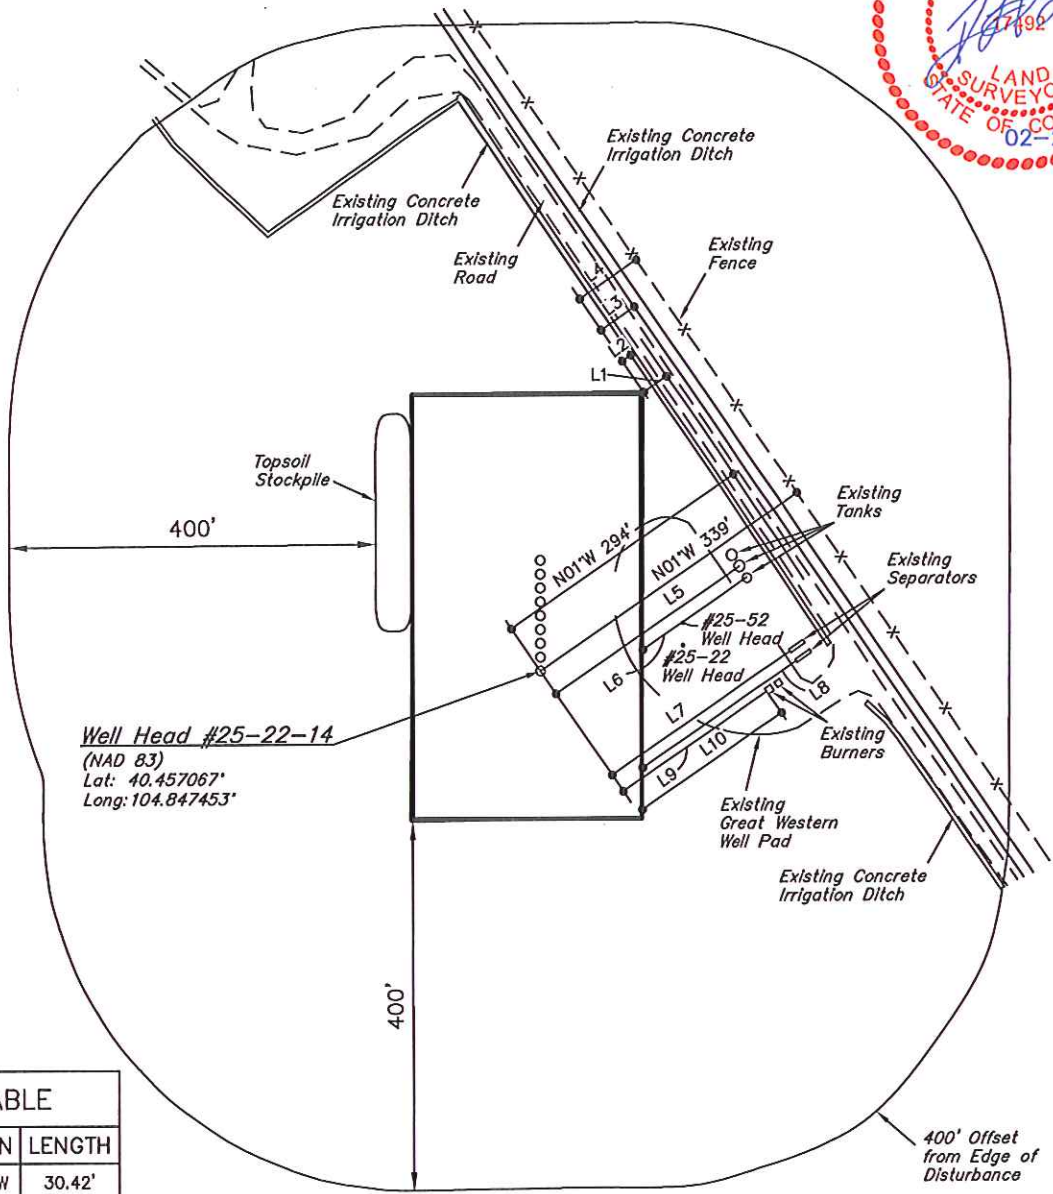 17492
LAND
STATE OF
02-
Existing Concrete
Irrigation Ditch
Existing Concrete
Irrigation Ditch
Existing
Road
Existing
Fence
L4
L3
L2
L1
Topsoil
Stockpile
400'
Existing
Tanks
N01°W 294'
N01°W 339'
Existing
Separators
L5
#25-52
Well Head
#25-22
Well Head
L6
L7
L8
Well Head #25-22-14
(NAD 83)
Lat: 40.457067°
Long: 104.847453°
Existing
Burners
L9
L10
Existing
Great Western
Well Pad
Existing Concrete
Irrigation Ditch
400'
400' Offset
from Edge of
Disturbance
ABLE
N LENGTH
W 30.42'